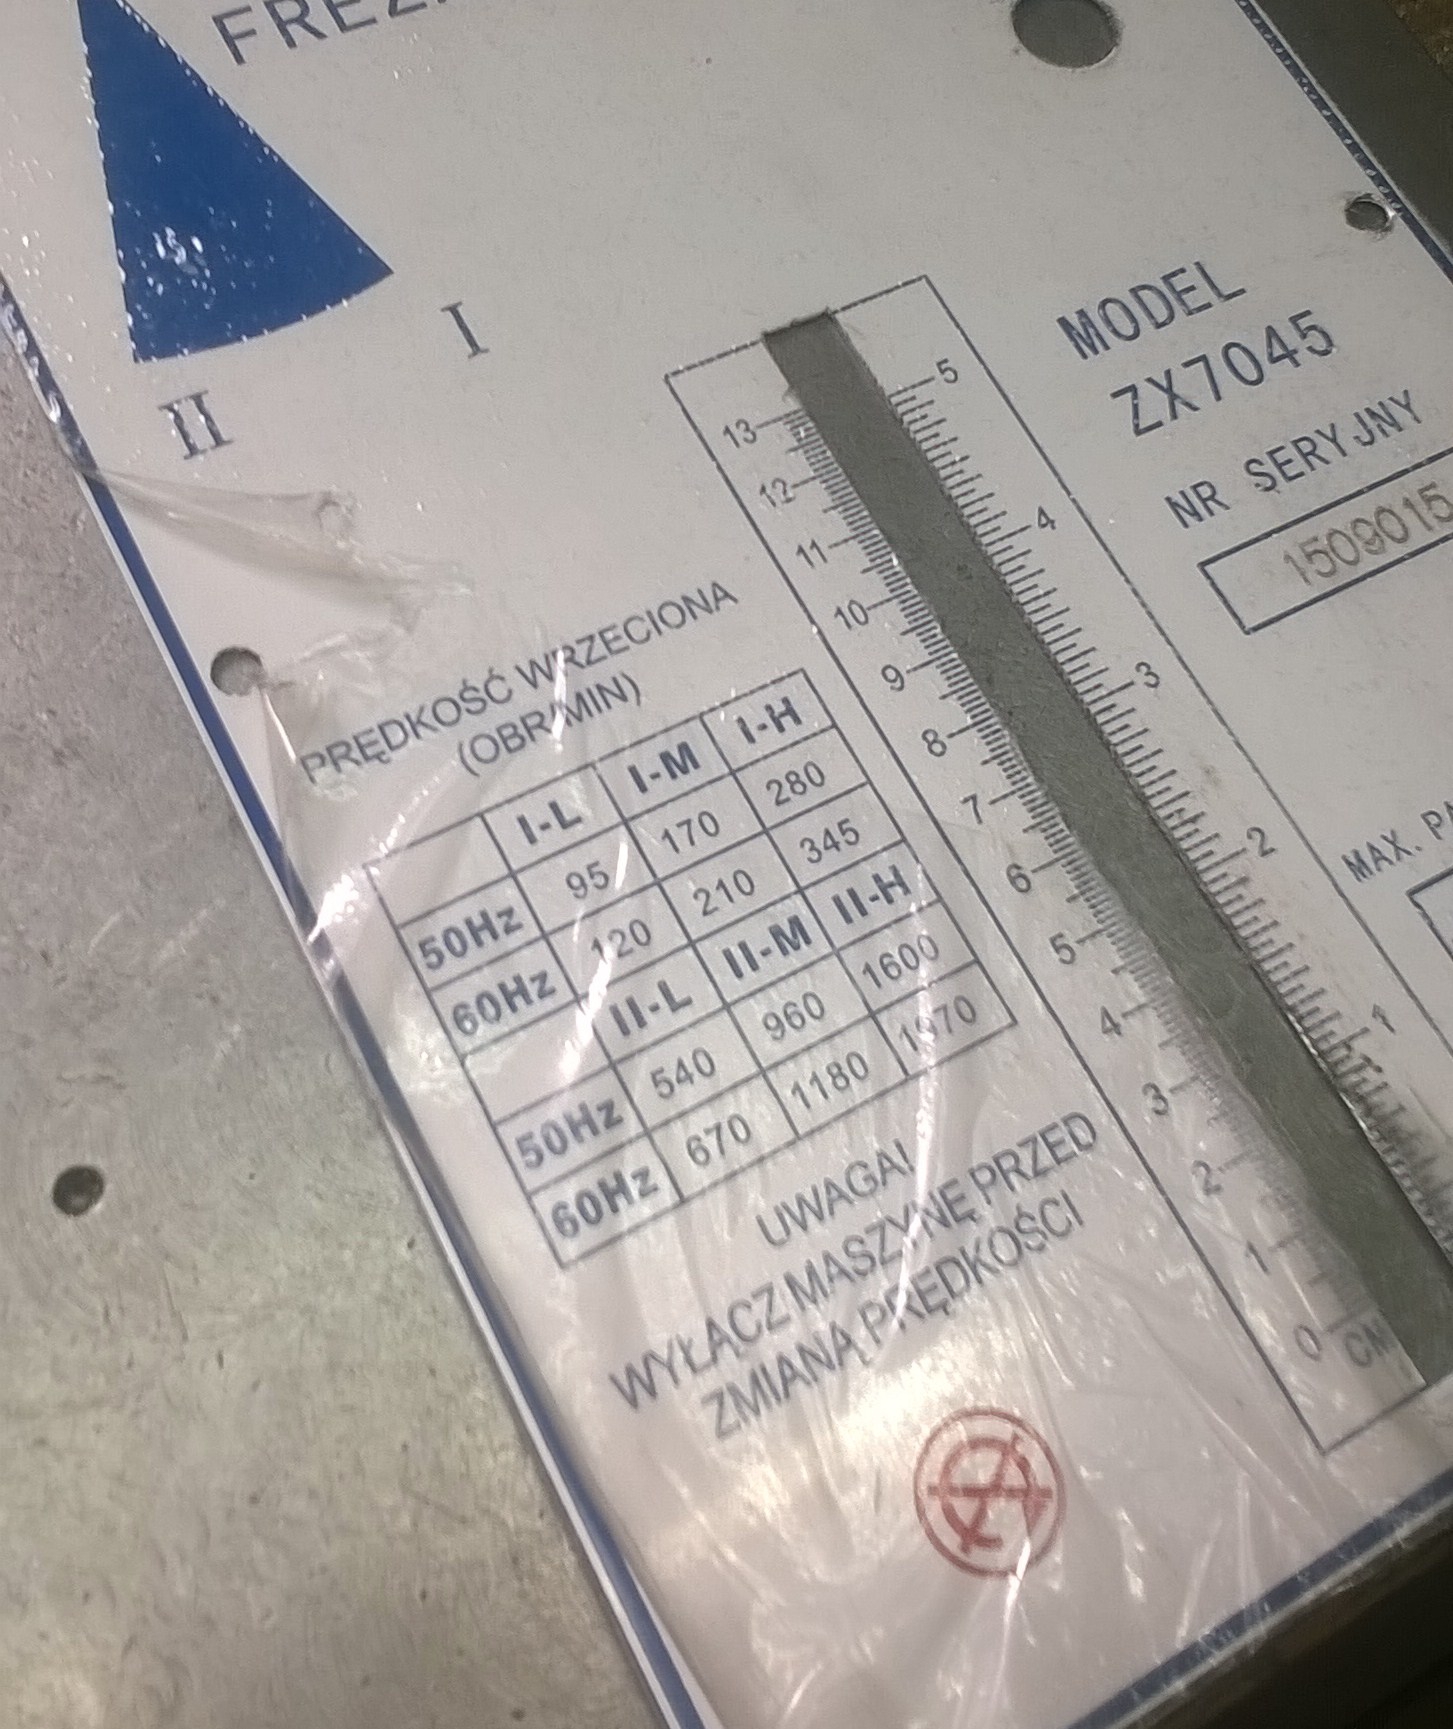 I
II
MODEL
ZX7045
NR SERYJNY
1509015
PRĘDKOŚĆ WRZECIONA
(OBR/MIN)
I-L I-M I-H
50Hz 95 170 280
60Hz 120 210 345
II-L II-M II-H
50Hz 540 960 1600
60Hz 670 1180 1970
UWAGA!
WYŁĄCZ MASZYNĘ PRZED
ZMIANĄ PRĘDKOŚCI
13
12
11
10
9
8
7
6
5
4
3
2
1
0 CM
5
4
3
2
1
MAX.